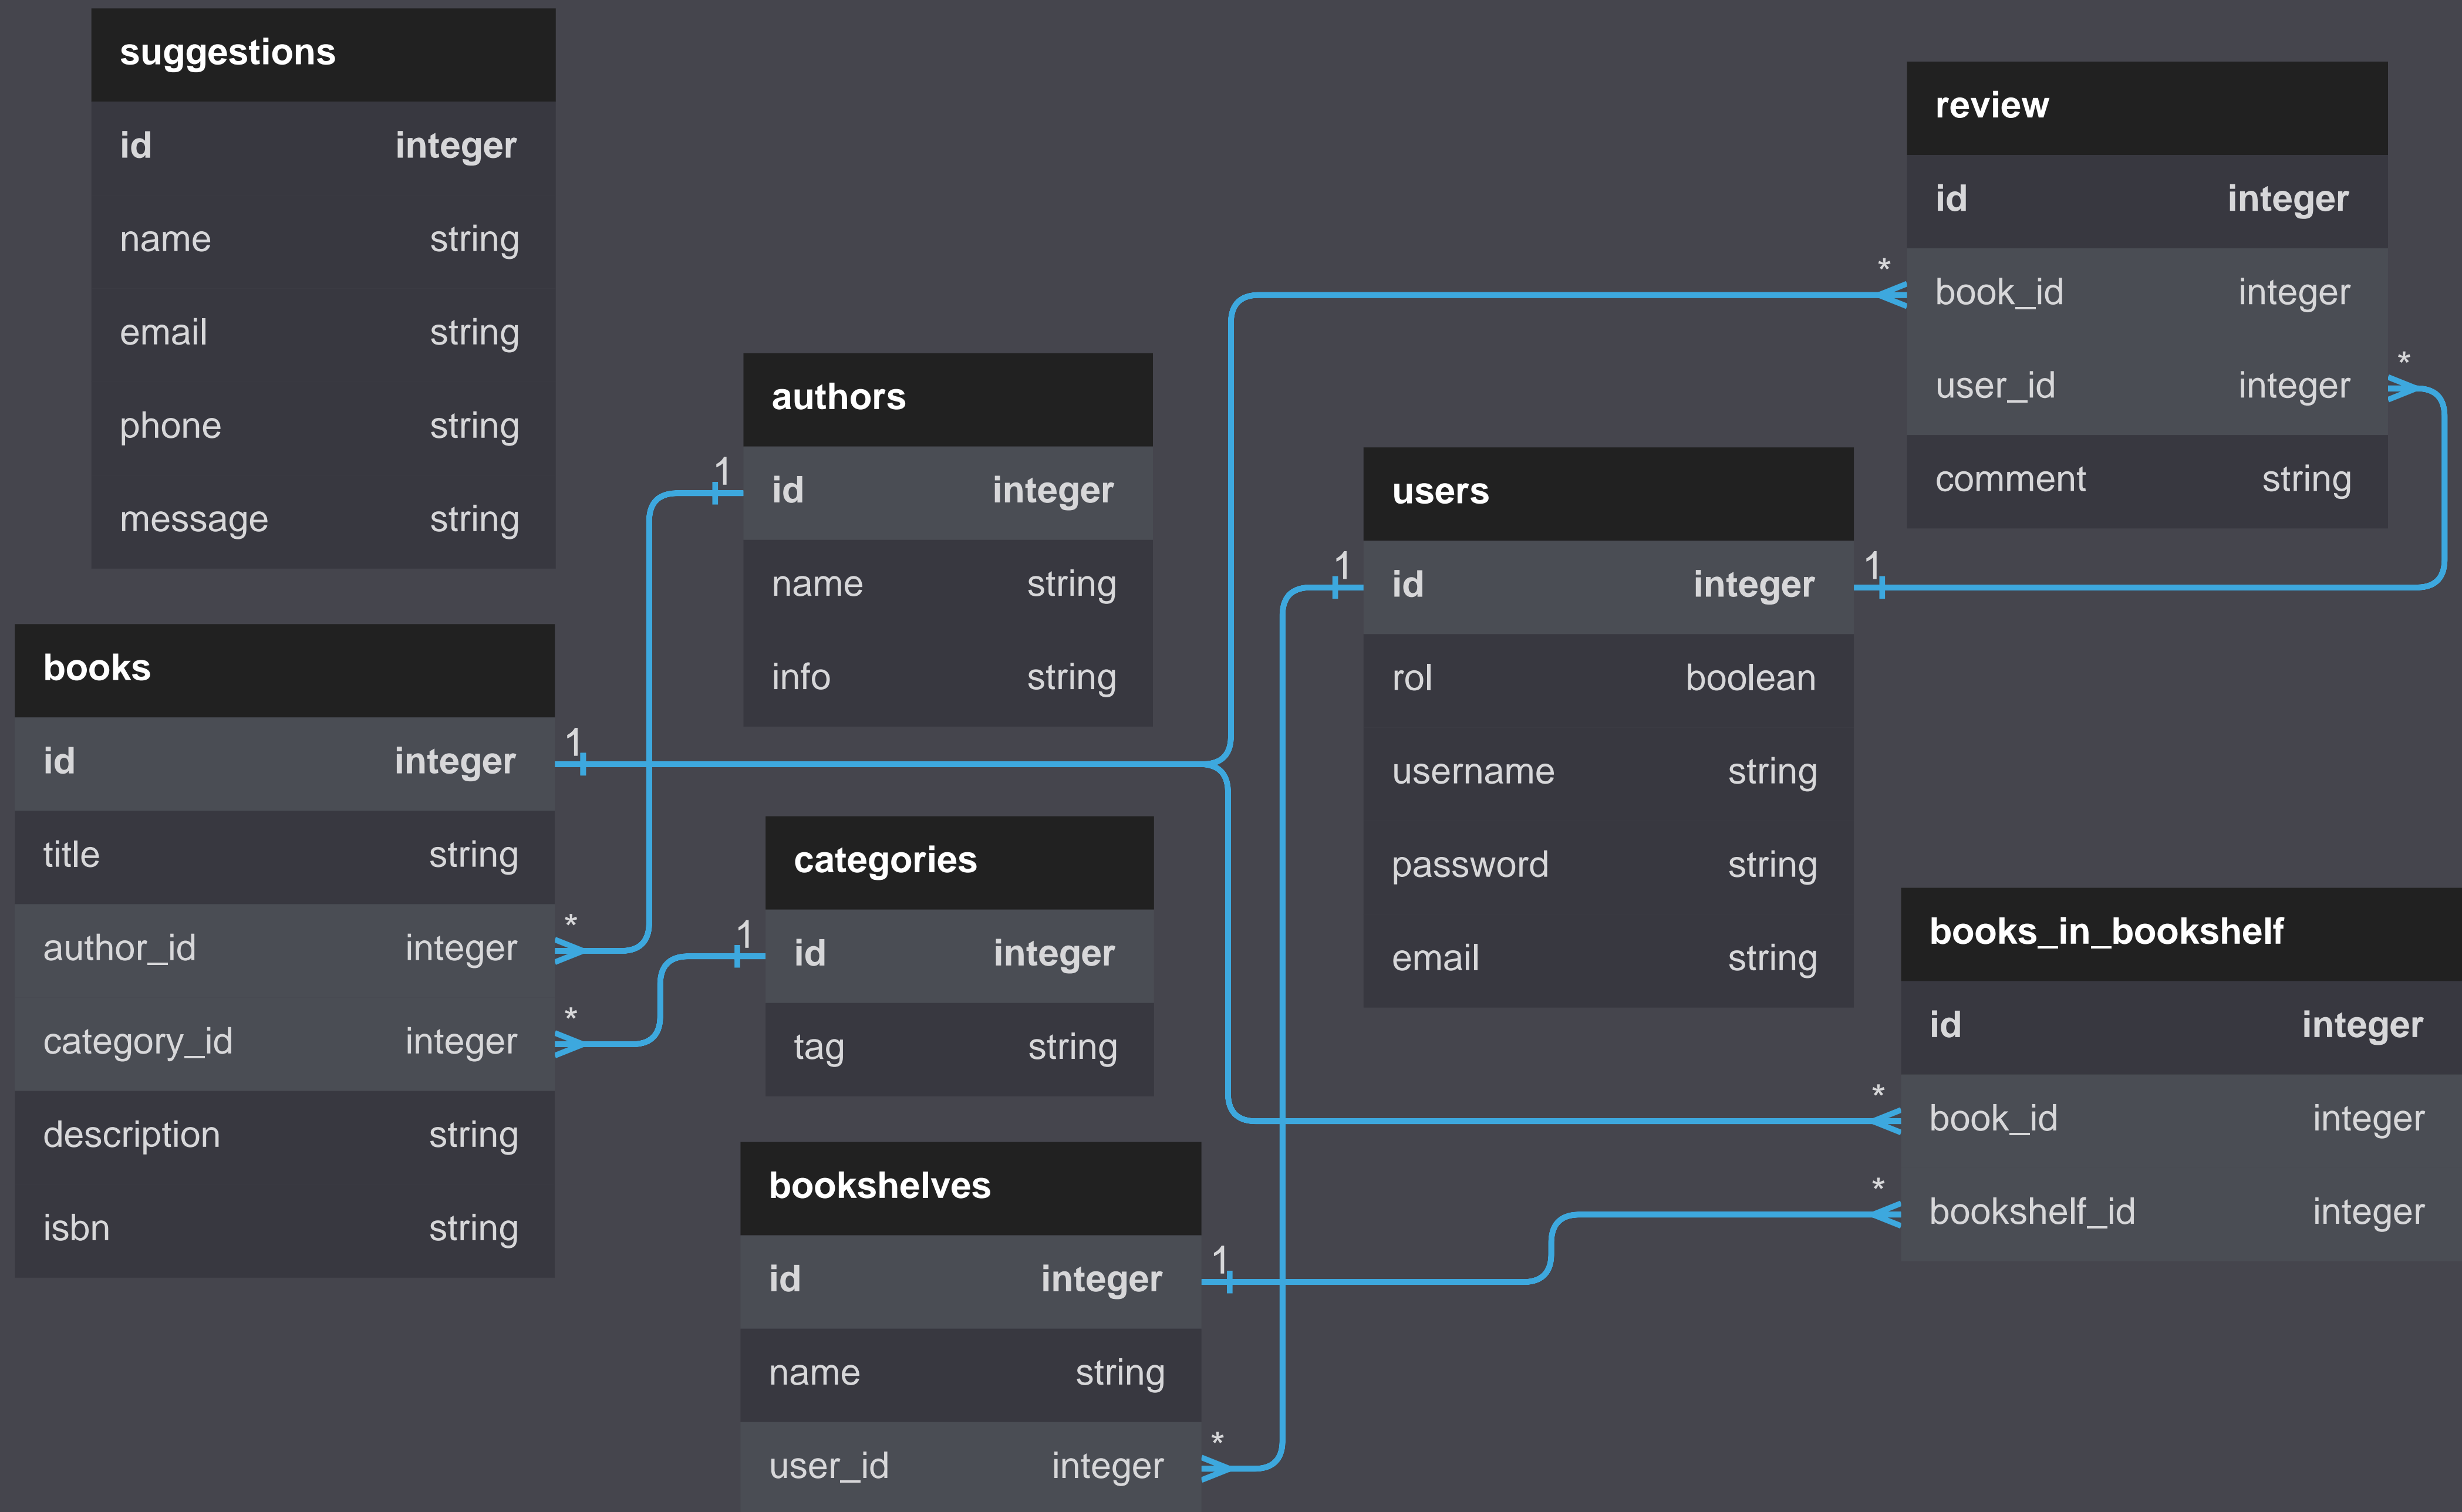 suggestions
id integer
name string
email string
phone string
message string
review
id integer
* book_id integer
* user_id integer
comment string
authors
1 id integer
name string
info string
users
1 id integer 1
rol boolean
username string
password string
email string
books
id integer 1
title string
author_id integer *
category_id integer *
description string
isbn string
categories
1 id integer
tag string
books_in_bookshelf
id integer
* book_id integer
* bookshelf_id integer
bookshelves
id integer 1
name string
user_id integer *